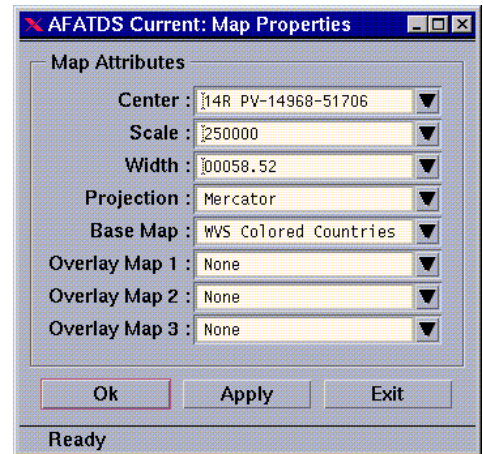 AFATDS Current: Map Properties
Map Attributes
Center : 14R PV-14968-51706
Scale : 250000
Width : 00058.52
Projection : Mercator
Base Map : WVS Colored Countries
Overlay Map 1 : None
Overlay Map 2 : None
Overlay Map 3 : None
Ok Apply Exit
Ready